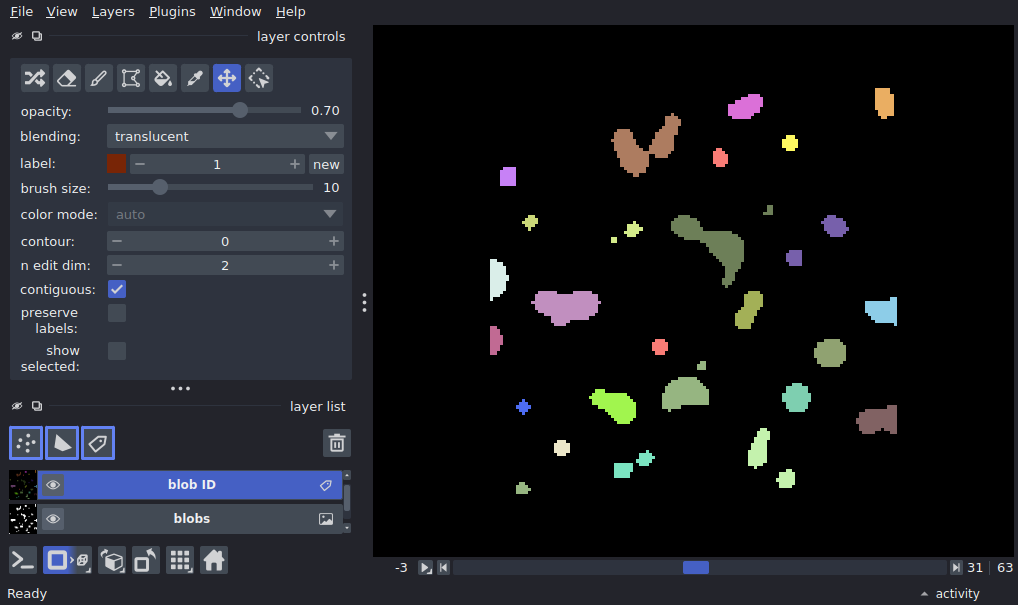 File View Layers Plugins Window Help
layer controls
opacity: 0.70
blending: translucent
label: 1 new
brush size: 10
color mode: auto
contour: 0
n edit dim: 2
contiguous:
preserve
labels:
show
selected:
layer list
blob ID
blobs
-3 31 63
Ready activity